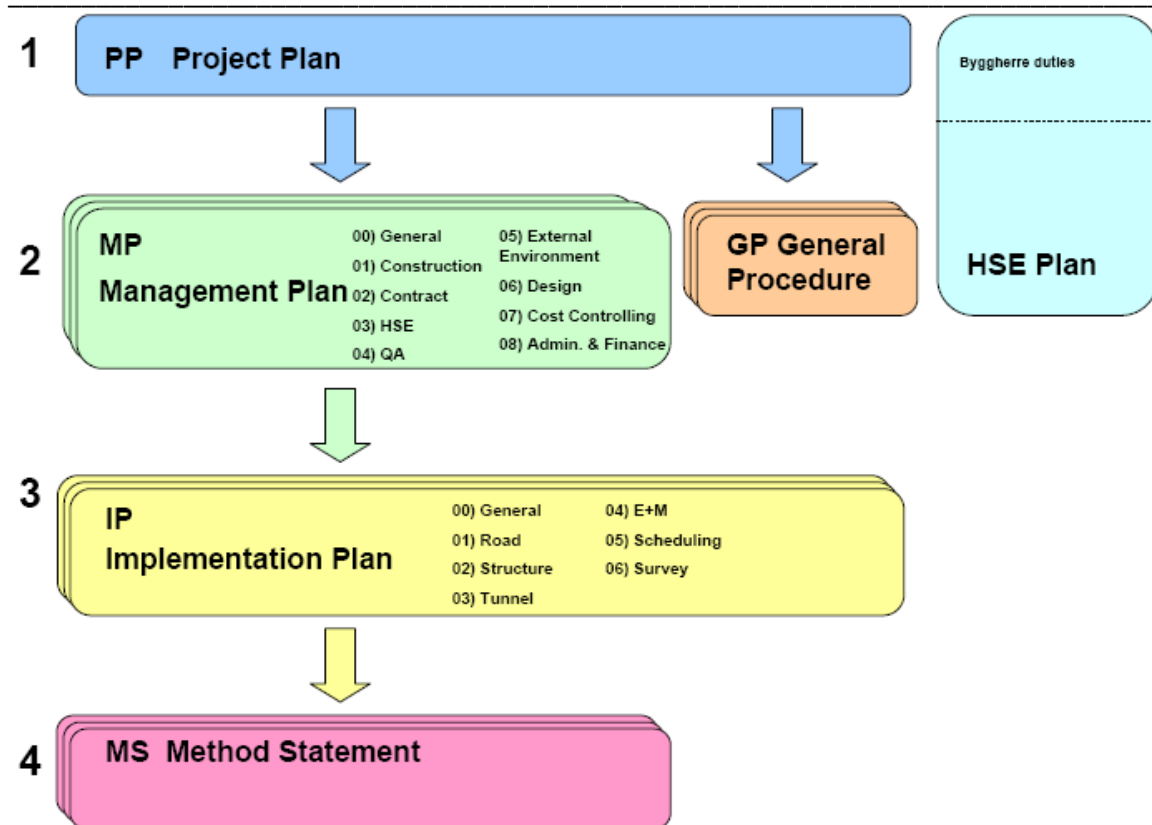 1
PP Project Plan
Byggherre duties
HSE Plan
2
MP
Management Plan
00) General
01) Construction
02) Contract
03) HSE
04) QA
05) External
Environment
06) Design
07) Cost Controlling
08) Admin. & Finance
GP General
Procedure
3
IP
Implementation Plan
00) General
01) Road
02) Structure
03) Tunnel
04) E+M
05) Scheduling
06) Survey
4
MS Method Statement